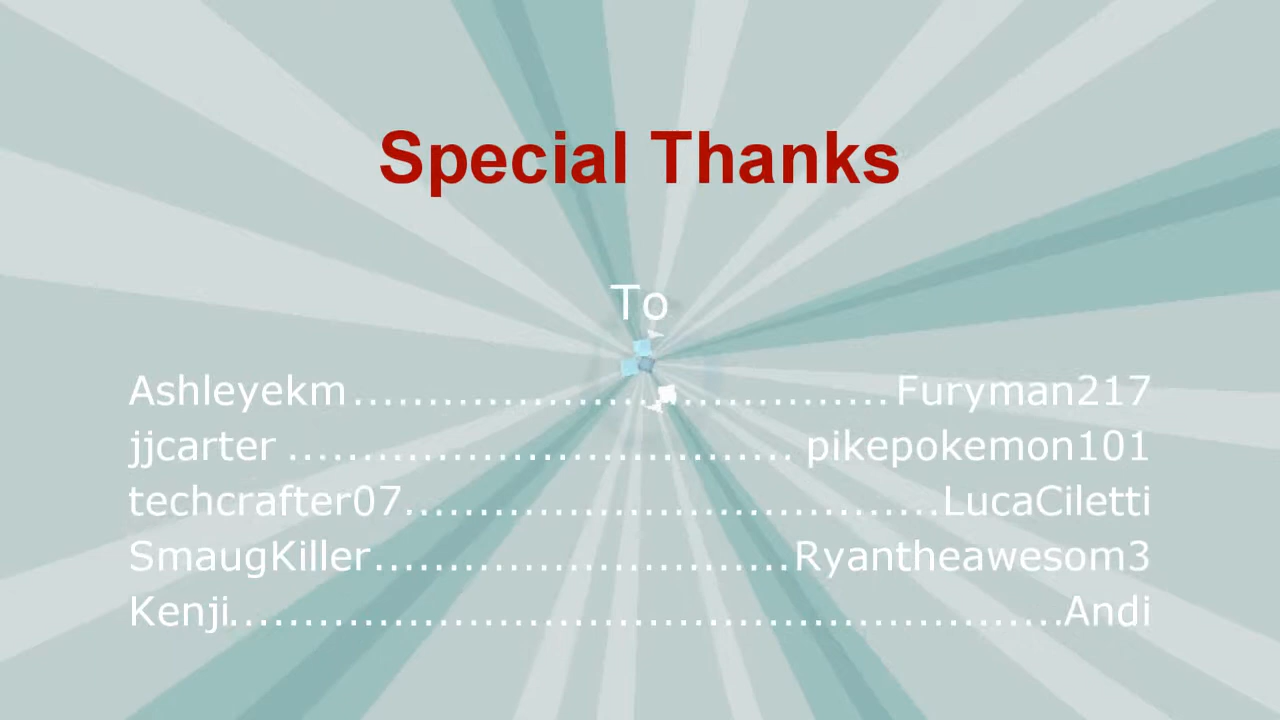 Special Thanks
To
Ashleyekm....................................Furyman217
jjcarter .................................. pikepokemon101
techcrafter07....................................LucaCiletti
SmaugKiller............................Ryantheawesom3
Kenji........................................................Andi